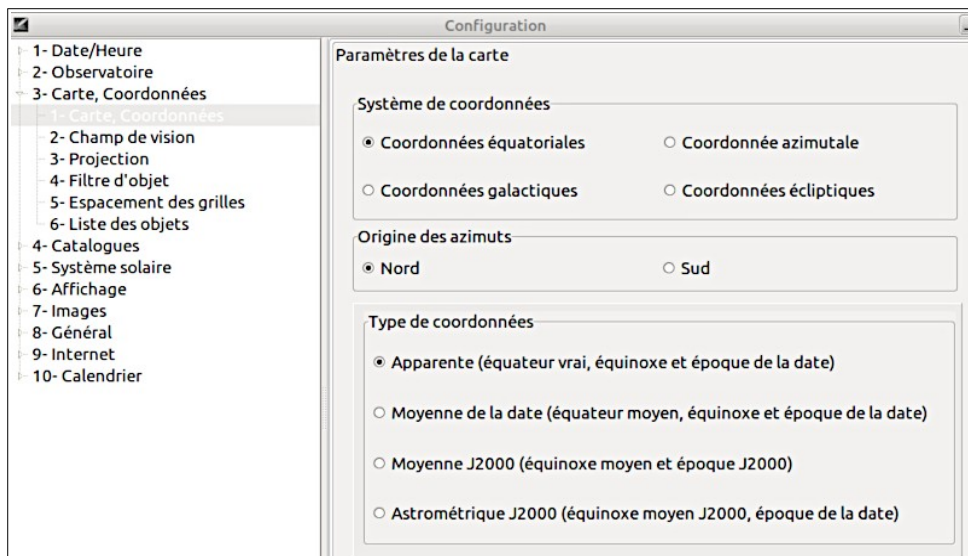 Configuration
1- Date/Heure
2- Observatoire
3- Carte, Coordonnées
1- Carte, Coordonnées
2- Champ de vision
3- Projection
4- Filtre d'objet
5- Espacement des grilles
6- Liste des objets
4- Catalogues
5- Système solaire
6- Affichage
7- Images
8- Général
9- Internet
10- Calendrier
Paramètres de la carte
Système de coordonnées
Coordonnées équatoriales
Coordonnée azimutale
Coordonnées galactiques
Coordonnées écliptiques
Origine des azimuts
Nord
Sud
Type de coordonnées
Apparente (équateur vrai, équinoxe et époque de la date)
Moyenne de la date (équateur moyen, équinoxe et époque de la date)
Moyenne J2000 (équinoxe moyen et époque J2000)
Astrométrique J2000 (équinoxe moyen J2000, époque de la date)